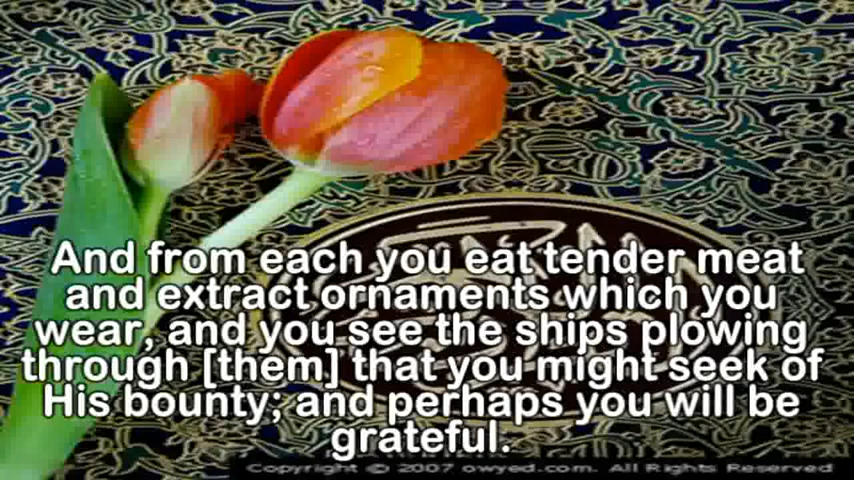 And from each you eat tender meat
and extract ornaments which you
wear, and you see the ships plowing
through [them] that you might seek of
His bounty; and perhaps you will be
grateful.
Copyright © 2007 owyed.com. All Rights Reserved